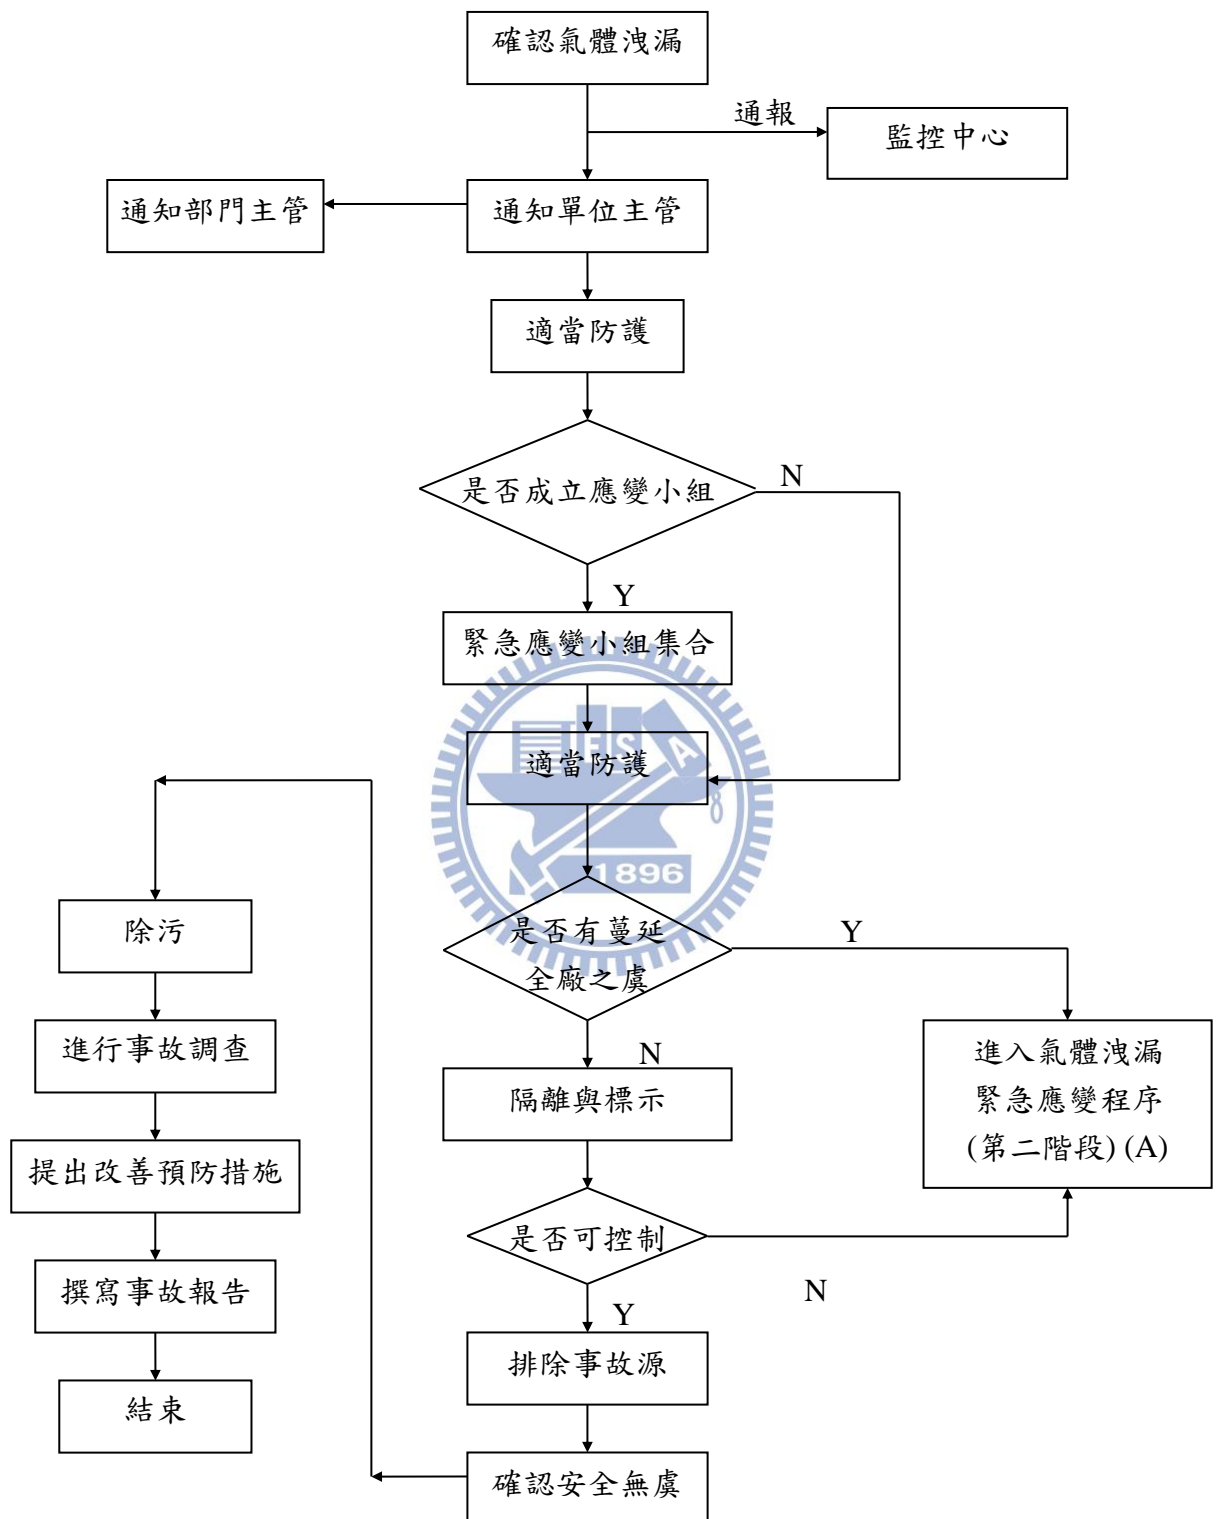 確認氣體洩漏
通報
監控中心
通知部門主管
通知單位主管
適當防護
是否成立應變小組
N
Y
緊急應變小組集合
ESA
適當防護
1896
是否有蔓延
全廠之虞
Y
N
隔離與標示
進入氣體洩漏
緊急應變程序
(第二階段)(A)
是否可控制
N
Y
排除事故源
確認安全無虞
除污
進行事故調查
提出改善預防措施
撰寫事故報告
結束